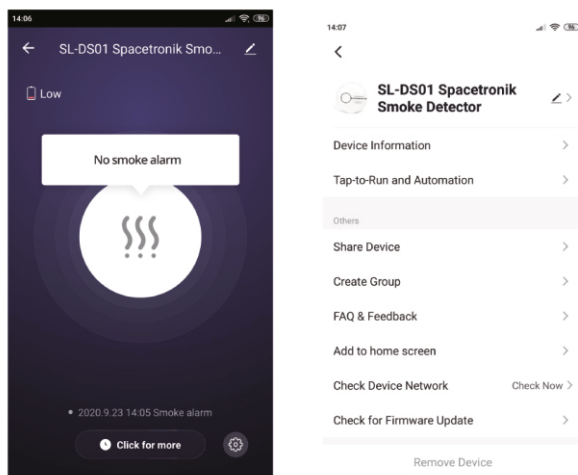 14:06
96
SL-DS01 Spacetronik Smo...
Low
No smoke alarm
2020.9.23 14:05 Smoke alarm
Click for more
14:07
96
SL-DS01 Spacetronik
Smoke Detector
Device Information
Tap-to-Run and Automation
Others
Share Device
Create Group
FAQ & Feedback
Add to home screen
Check Device Network Check Now
Check for Firmware Update
Remove Device